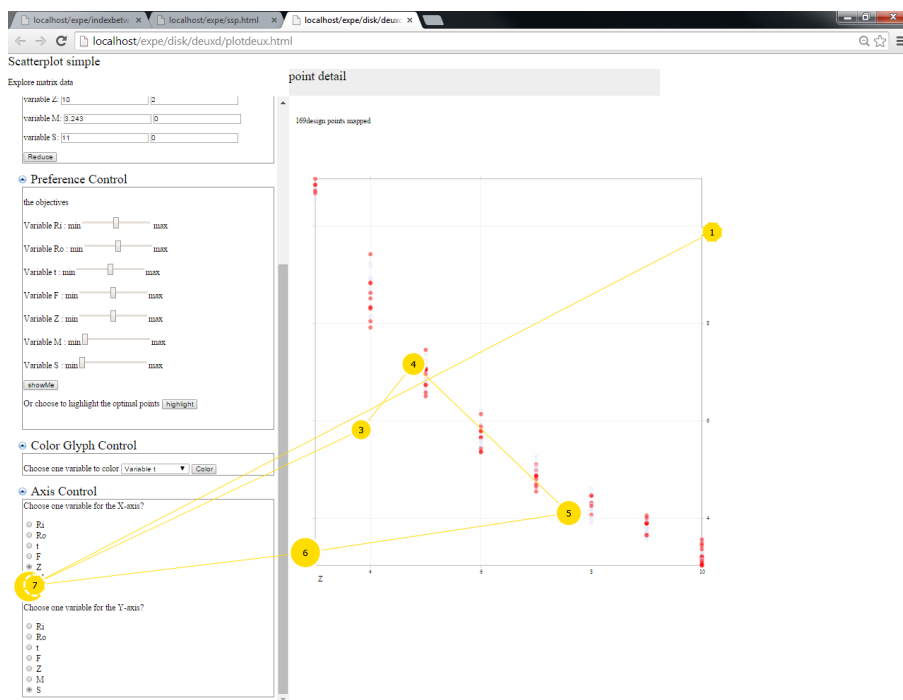 localhost/expe/indexbetw
localhost/expe/ssp.html
localhost/expe/disk/deuxd
localhost/expe/disk/deuxd/plotdeux.html
Scatterplot simple
Explore matrix data
point detail
169design points mapped
variable Z: 10 2
variable M: 3.243 0
variable S: 11 0
Reduce
Preference Control
the objectives
Variable Ri : min max
Variable Ro : min max
Variable t : min max
Variable F : min max
Variable Z : min max
Variable M : min max
Variable S : min max
showMe
Or choose to highlight the optimal points highlight
Color Glyph Control
Choose one variable to color Variable t Color
Axis Control
Choose one variable for the X-axis?
Ri
Ro
t
F
Z
Choose one variable for the Y-axis?
Ri
Ro
t
F
Z
M
S
1
3
4
5
6
7
8
6
4
4
6
8
10
Z